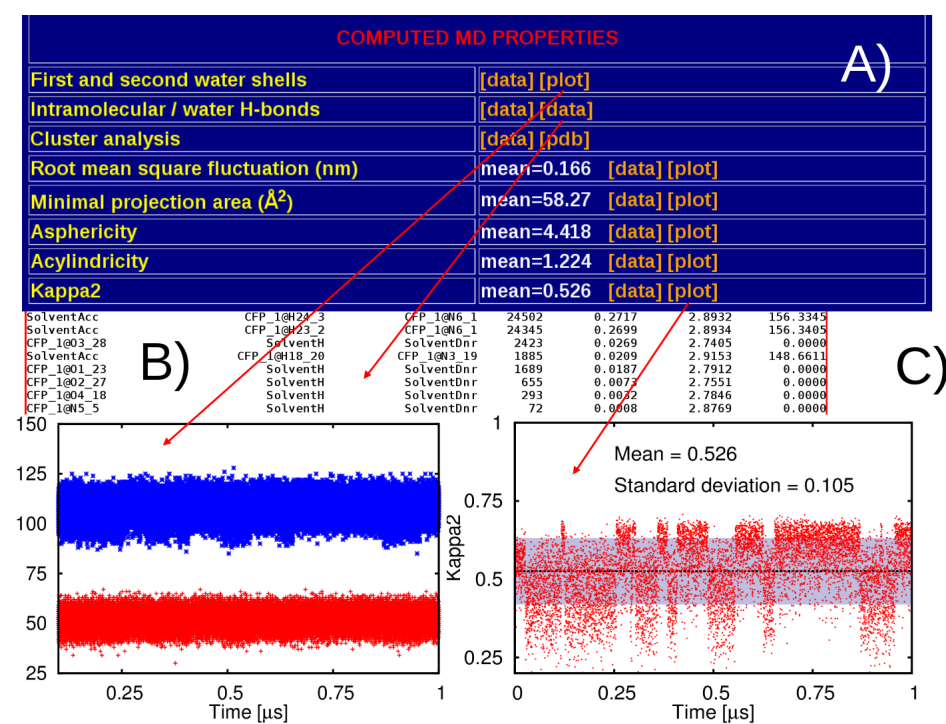 COMPUTED MD PROPERTIES
A)
First and second water shells [data] [plot]
Intramolecular / water H-bonds [data] [data]
Cluster analysis [data] [pdb]
Root mean square fluctuation (nm) mean=0.166 [data] [plot]
Minimal projection area (Å²) mean=58.27 [data] [plot]
Asphericity mean=4.418 [data] [plot]
Acylindricity mean=1.224 [data] [plot]
Kappa2 mean=0.526 [data] [plot]
SolventAcc CFP_1@H24_3 CFP_1@N6_1 24502 0.2717 2.8932 156.3345
SolventAcc CFP_1@H23_2 CFP_1@N6_1 24345 0.2699 2.8934 156.3405
CFP_1@O3_28 SolventH SolventDnr 2423 0.0269 2.7405 0.0000
SolventAcc CFP_1@H18_20 CFP_1@N3_19 1885 0.0209 2.9153 148.6611
CFP_1@O1_23 SolventH SolventDnr 1689 0.0187 2.7912 0.0000
CFP_1@O2_27 SolventH SolventDnr 655 0.0073 2.7551 0.0000
CFP_1@O4_18 SolventH SolventDnr 293 0.0032 2.7846 0.0000
CFP_1@N5_5 SolventH SolventDnr 72 0.0008 2.8769 0.0000
B)
C)
150
125
100
75
50
25
0.25 0.5 0.75 1
Time [µs]
Kappa2
1
0.75
0.5
0.25
Mean = 0.526
Standard deviation = 0.105
0 0.25 0.5 0.75 1
Time [µs]